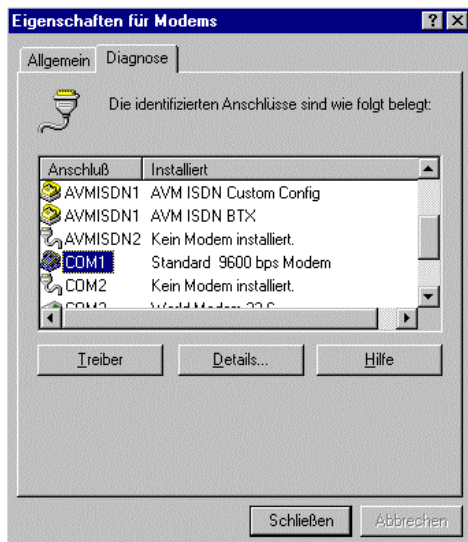 Eigenschaften für Modems
Allgemein Diagnose
Die identifizierten Anschlüsse sind wie folgt belegt:
Anschluß Installiert
AVMISDN1 AVM ISDN Custom Config
AVMISDN1 AVM ISDN BTX
AVMISDN2 Kein Modem installiert.
COM1 Standard 9600 bps Modem
COM2 Kein Modem installiert.
Treiber Details... Hilfe
Schließen Abbrechen